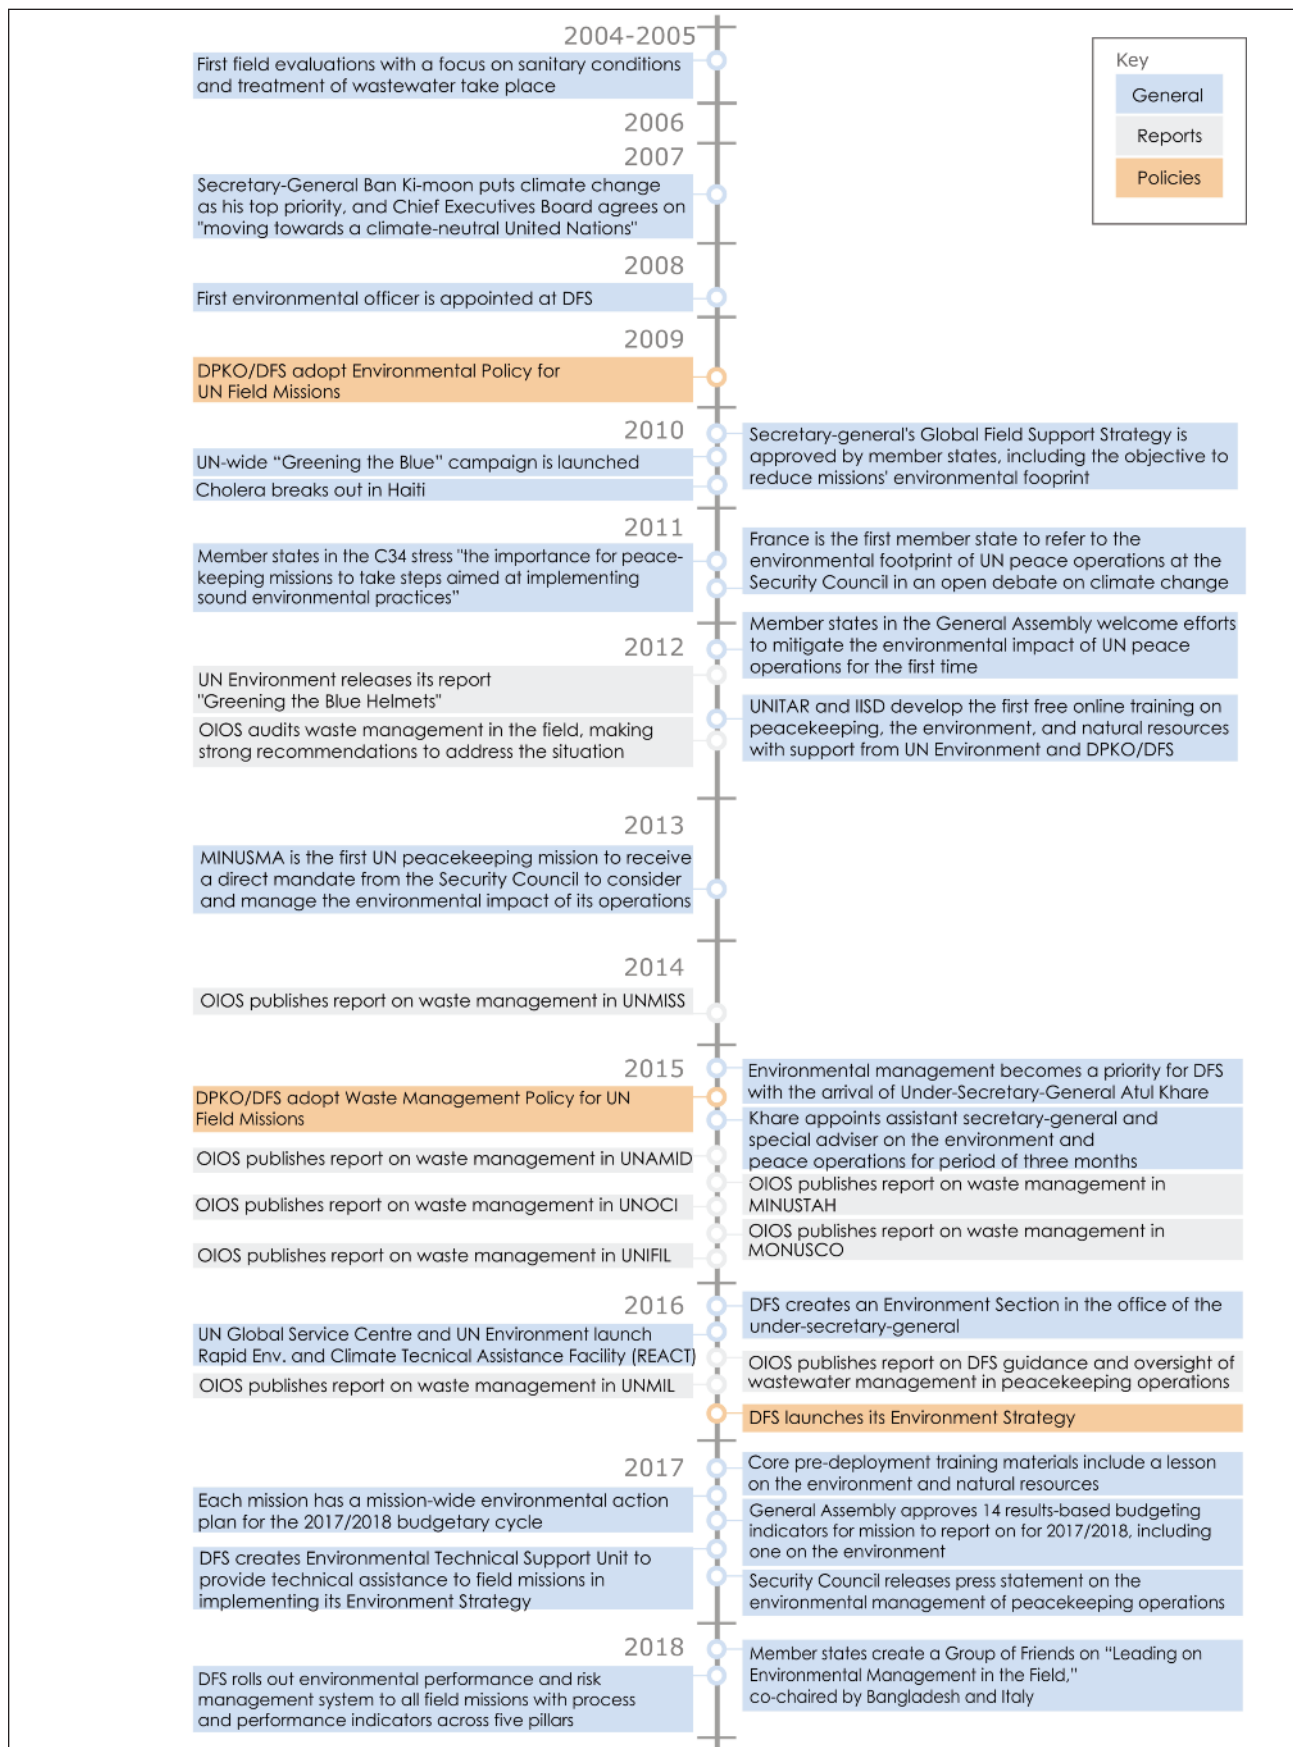 2004-2005
First field evaluations with a focus on sanitary conditions
and treatment of wastewater take place
Key
General
Reports
Policies
2006
2007
Secretary-General Ban Ki-moon puts climate change
as his top priority, and Chief Executives Board agrees on
"moving towards a climate-neutral United Nations"
2008
First environmental officer is appointed at DFS
2009
DPKO/DFS adopt Environmental Policy for
UN Field Missions
2010
Secretary-general's Global Field Support Strategy is
approved by member states, including the objective to
reduce missions' environmental fooprint
UN-wide “Greening the Blue” campaign is launched
Cholera breaks out in Haiti
2011
France is the first member state to refer to the
environmental footprint of UN peace operations at the
Security Council in an open debate on climate change
Member states in the C34 stress "the importance for peace-
keeping missions to take steps aimed at implementing
sound environmental practices”
2012
Member states in the General Assembly welcome efforts
to mitigate the environmental impact of UN peace
operations for the first time
UN Environment releases its report
"Greening the Blue Helmets"
UNITAR and IISD develop the first free online training on
peacekeeping, the environment, and natural resources
with support from UN Environment and DPKO/DFS
OIOS audits waste management in the field, making
strong recommendations to address the situation
2013
MINUSMA is the first UN peacekeeping mission to receive
a direct mandate from the Security Council to consider
and manage the environmental impact of its operations
2014
OIOS publishes report on waste management in UNMISS
2015
Environmental management becomes a priority for DFS
with the arrival of Under-Secretary-General Atul Khare
DPKO/DFS adopt Waste Management Policy for UN
Field Missions
Khare appoints assistant secretary-general and
special adviser on the environment and
peace operations for period of three months
OIOS publishes report on waste management in UNAMID
OIOS publishes report on waste management in
MINUSTAH
OIOS publishes report on waste management in UNOCI
OIOS publishes report on waste management in
MONUSCO
OIOS publishes report on waste management in UNIFIL
2016
DFS creates an Environment Section in the office of the
under-secretary-general
UN Global Service Centre and UN Environment launch
Rapid Env. and Climate Tecnical Assistance Facility (REACT)
OIOS publishes report on DFS guidance and oversight of
wastewater management in peacekeeping operations
OIOS publishes report on waste management in UNMIL
DFS launches its Environment Strategy
2017
Core pre-deployment training materials include a lesson
on the environment and natural resources
Each mission has a mission-wide environmental action
plan for the 2017/2018 budgetary cycle
General Assembly approves 14 results-based budgeting
indicators for mission to report on for 2017/2018, including
one on the environment
DFS creates Environmental Technical Support Unit to
provide technical assistance to field missions in
implementing its Environment Strategy
Security Council releases press statement on the
environmental management of peacekeeping operations
2018
Member states create a Group of Friends on “Leading on
Environmental Management in the Field,”
co-chaired by Bangladesh and Italy
DFS rolls out environmental performance and risk
management system to all field missions with process
and performance indicators across five pillars